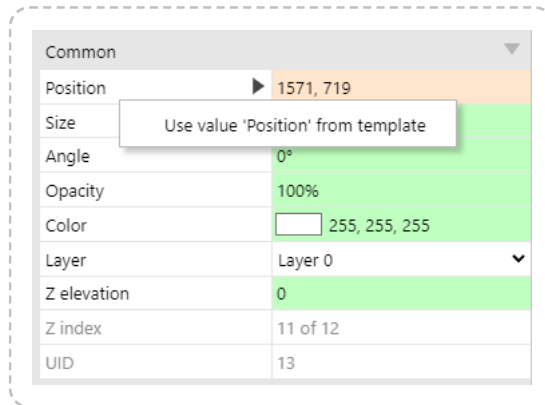 Common
Position 1571, 719
Size Use value 'Position' from template
Angle 0°
Opacity 100%
Color 255, 255, 255
Layer Layer 0
Z elevation 0
Z index 11 of 12
UID 13